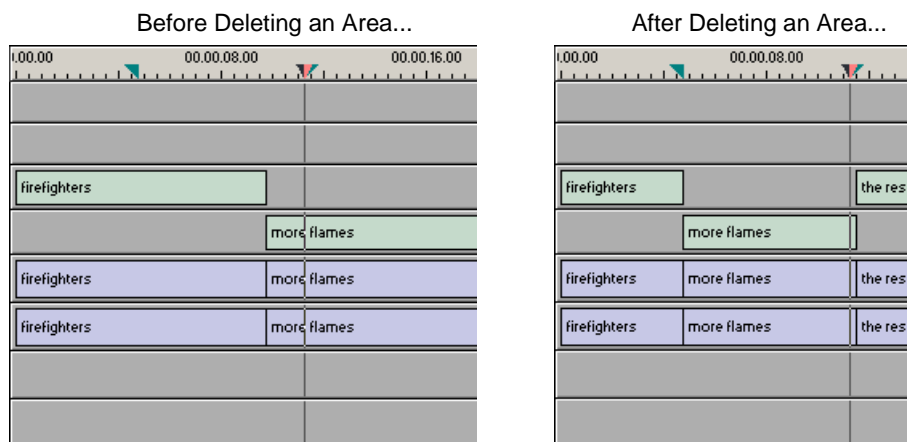 Before Deleting an Area...
After Deleting an Area...
00.00 00.00.08.00 00.00.16.00
00.00 00.00.08.00
firefighters
more flames
firefighters more flames
firefighters more flames
firefighters the res
more flames
firefighters more flames the res
firefighters more flames the res